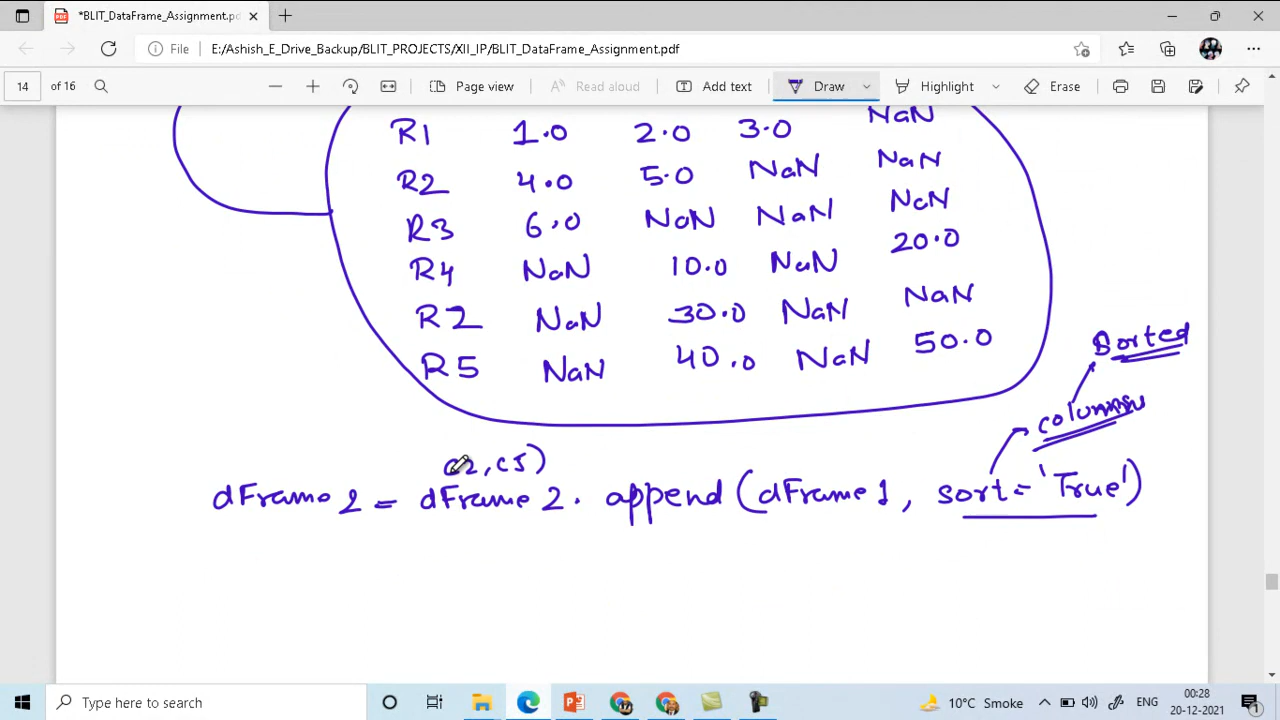 *BLIT_DataFrame_Assignment.pd
File E:/Ashish_E_Drive_Backup/BLIT_PROJECTS/XII_IP/BLIT_DataFrame_Assignment.pdf
14 of 16 Page view Read aloud Add text Draw Highlight Erase
R1 1.0 2.0 3.0 NaN
R2 4.0 5.0 NaN NaN
R3 6.0 NaN NaN NaN
R4 NaN 10.0 NaN 20.0
R2 NaN 30.0 NaN NaN
R5 NaN 40.0 NaN 50.0
Sorted
columns
C2, C5)
dFrame2 = dFrame2. append (dFrame1, sort='True')
Type here to search 10°C Smoke ENG 00:28
20-12-2021